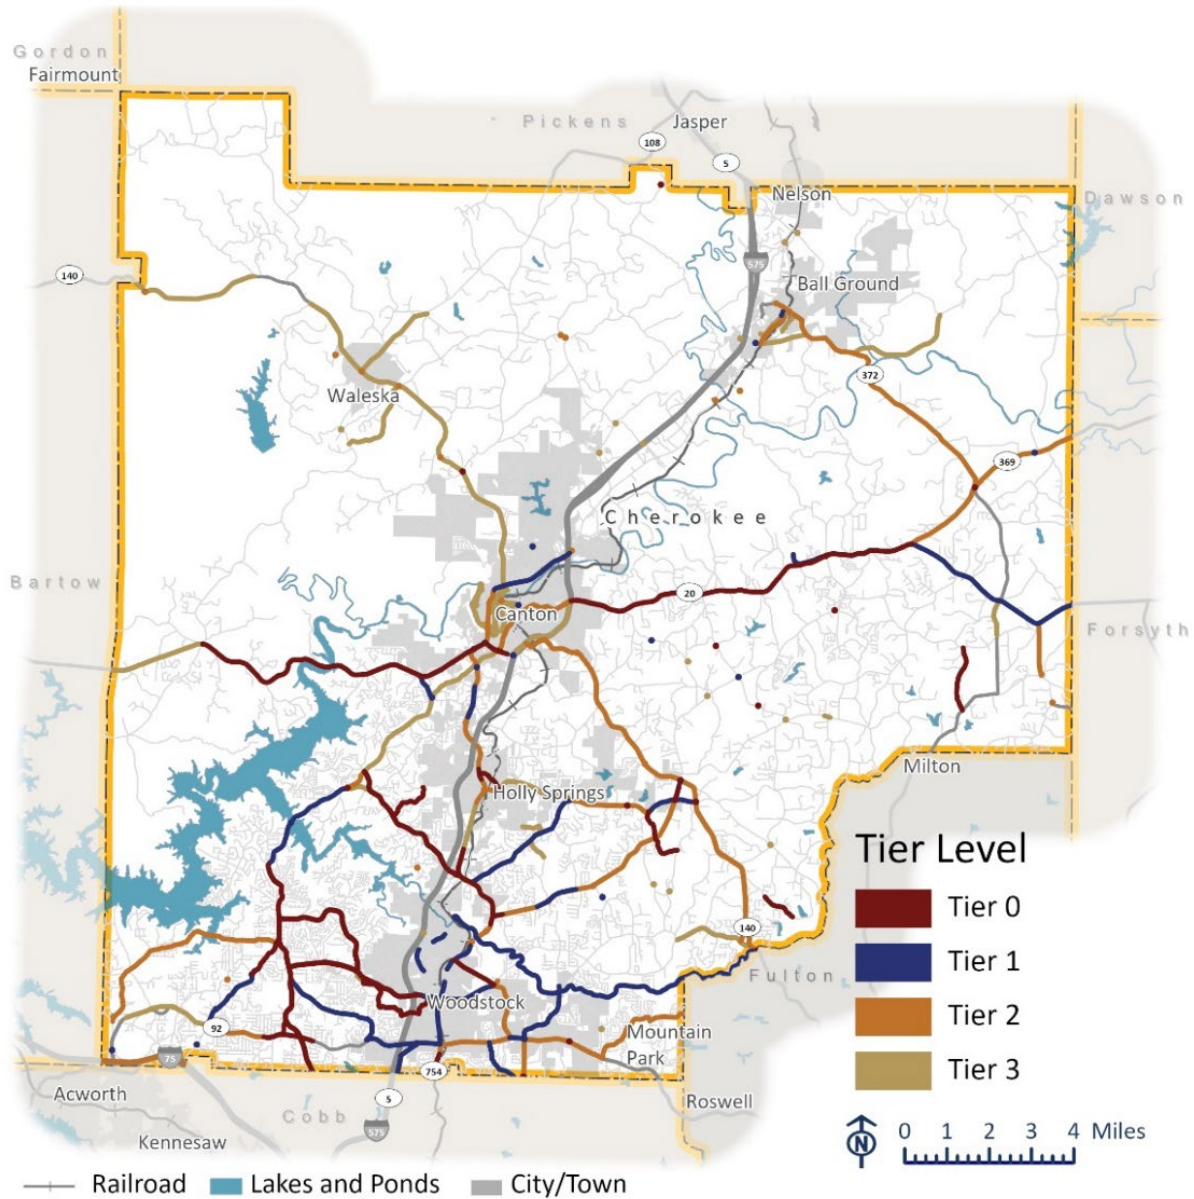 Gordon
Fairmount
Pickens
Jasper
108
5
Nelson
Dawson
140
575
Ball Ground
372
Waleska
369
Cherokee
Bartow
20
Canton
Forsyth
Milton
Holly Springs
Tier Level
Tier 0
140
Tier 1
Fulton
Woodstock
Tier 2
92
Mountain
Park
75
754
Tier 3
Acworth
5
Roswell
Cobb
575
Kennesaw
N
0 1 2 3 4 Miles
Railroad
Lakes and Ponds
City/Town